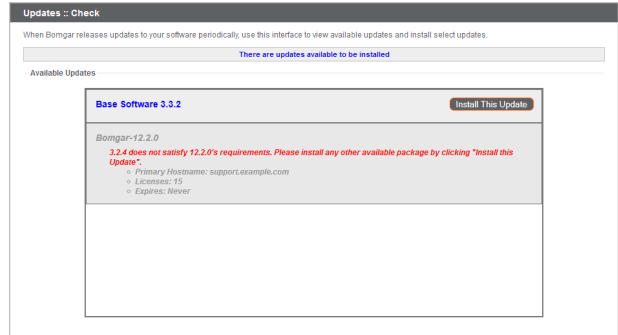 Updates :: Check
When Bomgar releases updates to your software periodically, use this interface to view available updates and install select updates.
There are updates available to be installed
Available Updates
Base Software 3.3.2
Install This Update
Bomgar-12.2.0
3.2.4 does not satisfy 12.2.0's requirements. Please install any other available package by clicking "Install this
Update".
Primary Hostname: support.example.com
Licenses: 15
Expires: Never